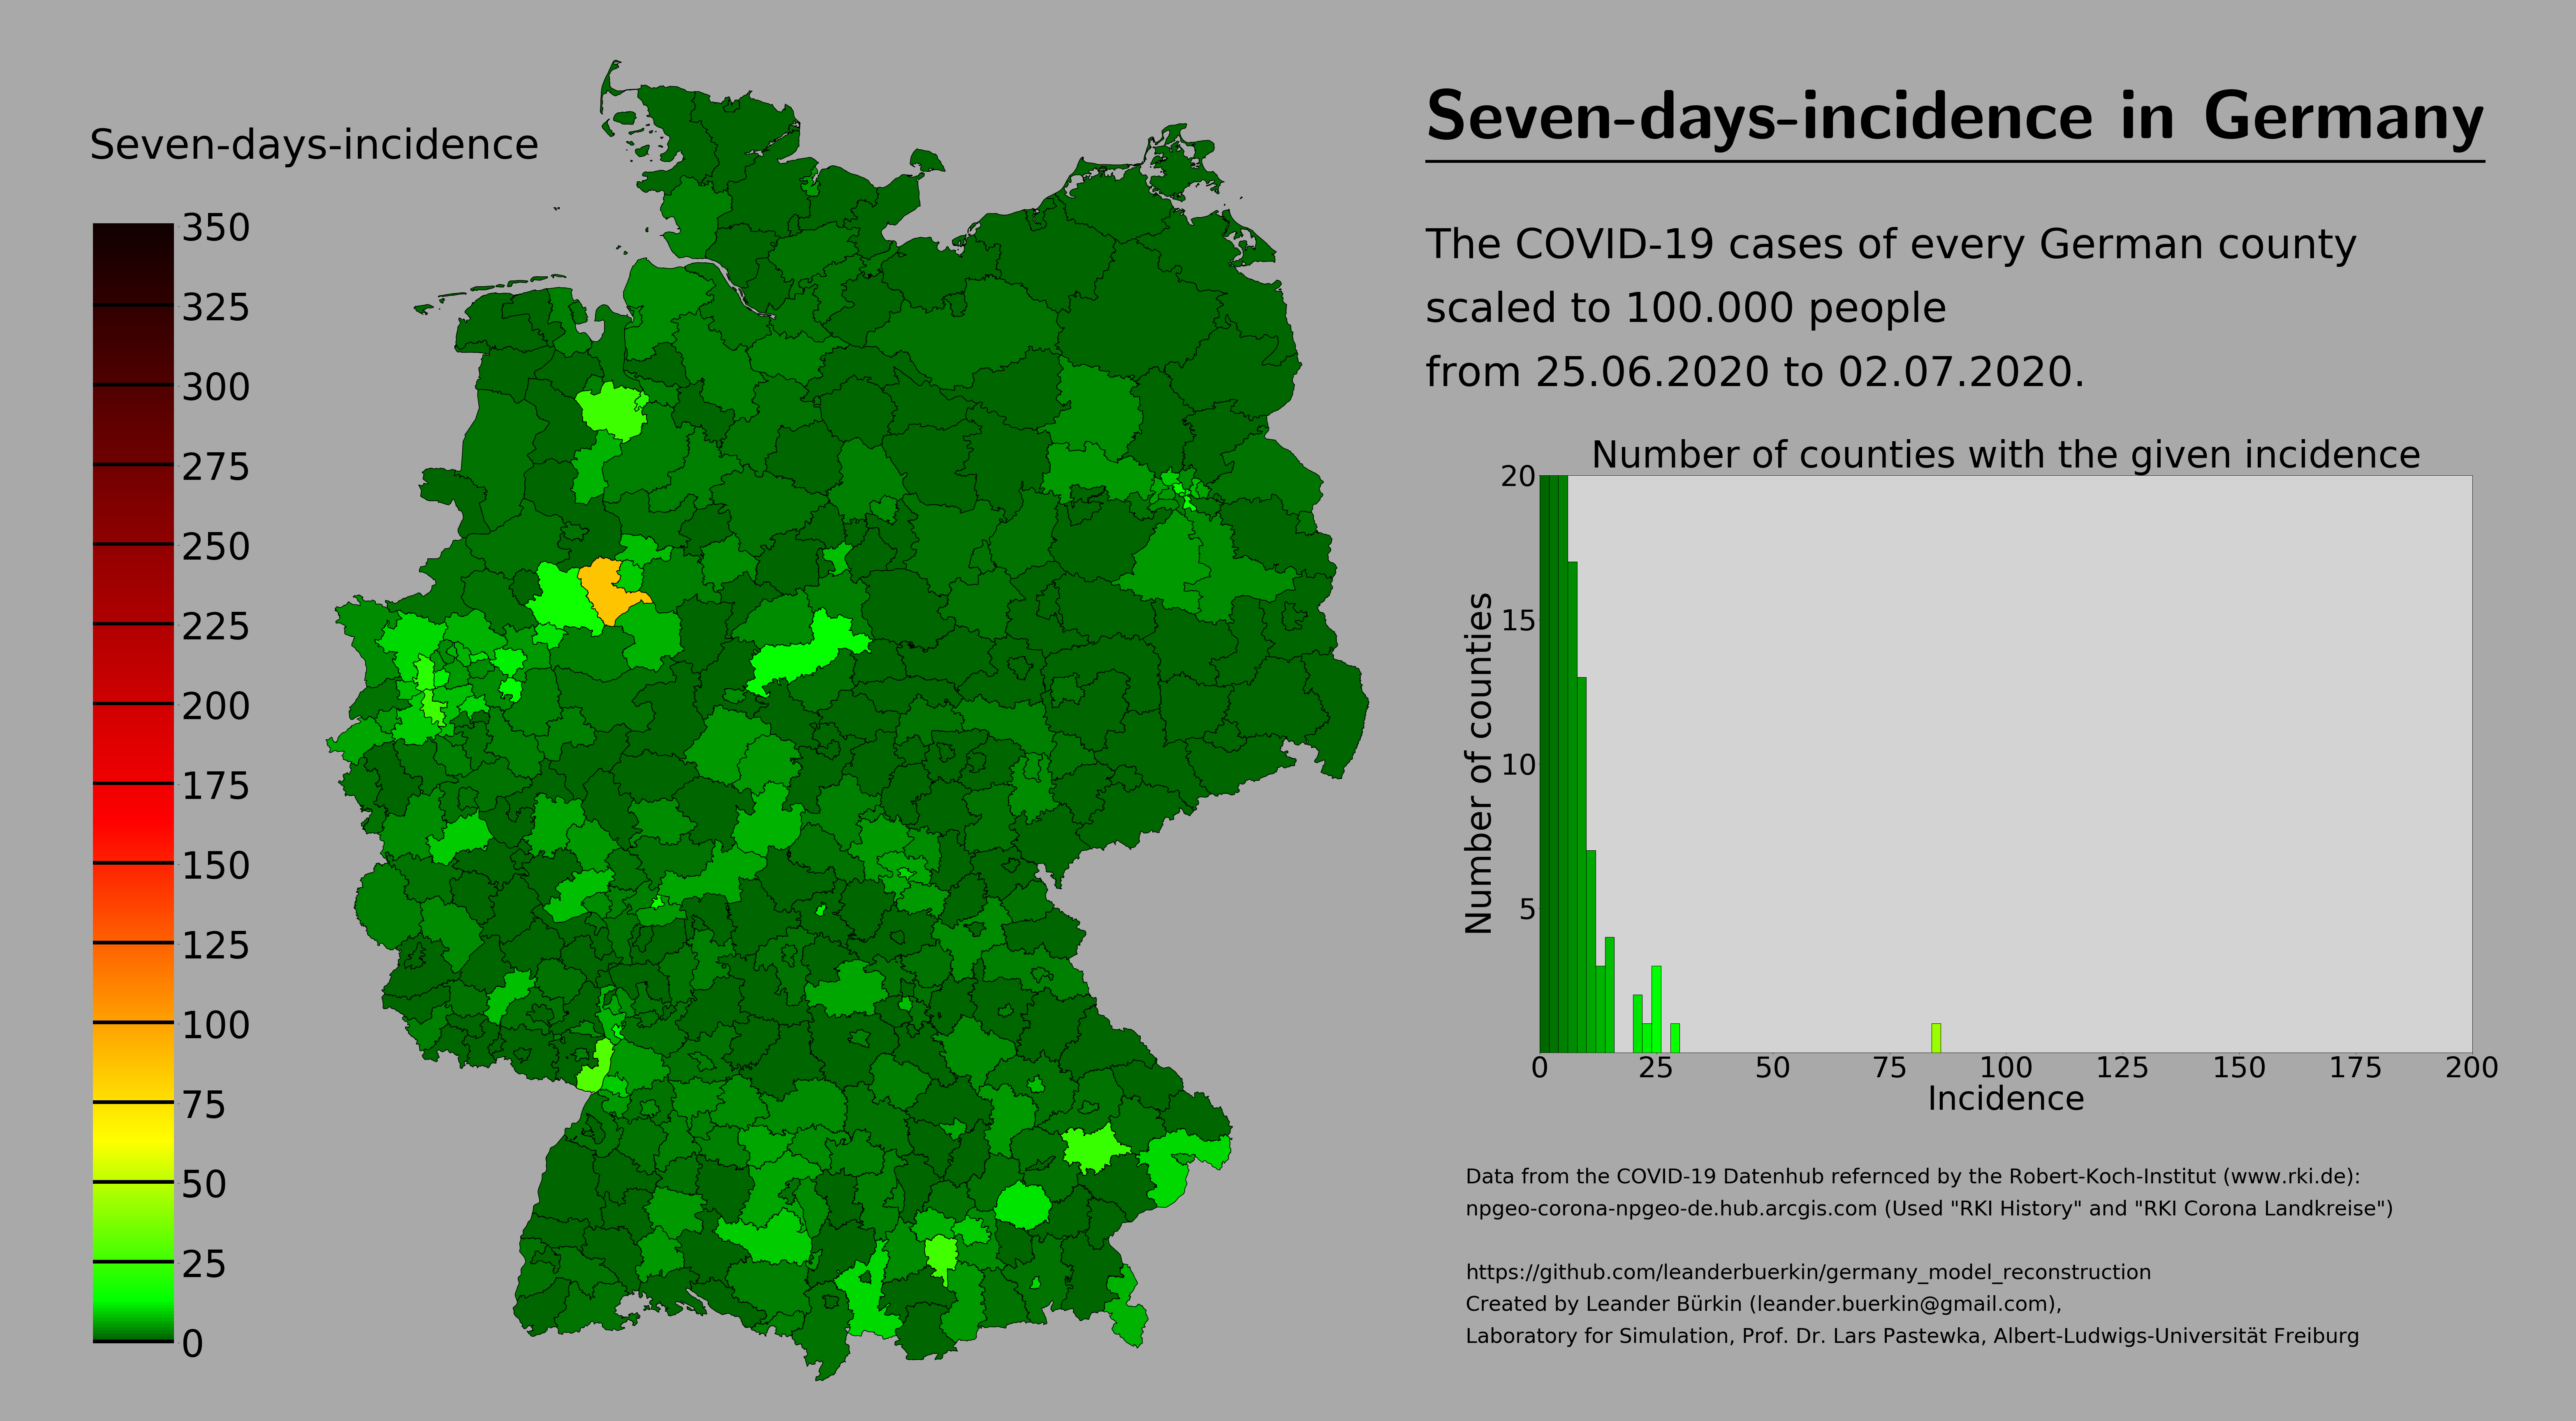 Seven-days-incidence
350
325
300
275
250
225
200
175
150
125
100
75
50
25
0
Seven-days-incidence in Germany
The COVID-19 cases of every German county
scaled to 100.000 people
from 25.06.2020 to 02.07.2020.
Number of counties with the given incidence
20
15
10
5
Number of counties
0 25 50 75 100 125 150 175 200
Incidence
Data from the COVID-19 Datenhub refernced by the Robert-Koch-Institut (www.rki.de):
npgeo-corona-npgeo-de.hub.arcgis.com (Used "RKI History" and "RKI Corona Landkreise")
https://github.com/leanderbuerkin/germany_model_reconstruction
Created by Leander Bürkin (leander.buerkin@gmail.com),
Laboratory for Simulation, Prof. Dr. Lars Pastewka, Albert-Ludwigs-Universität Freiburg